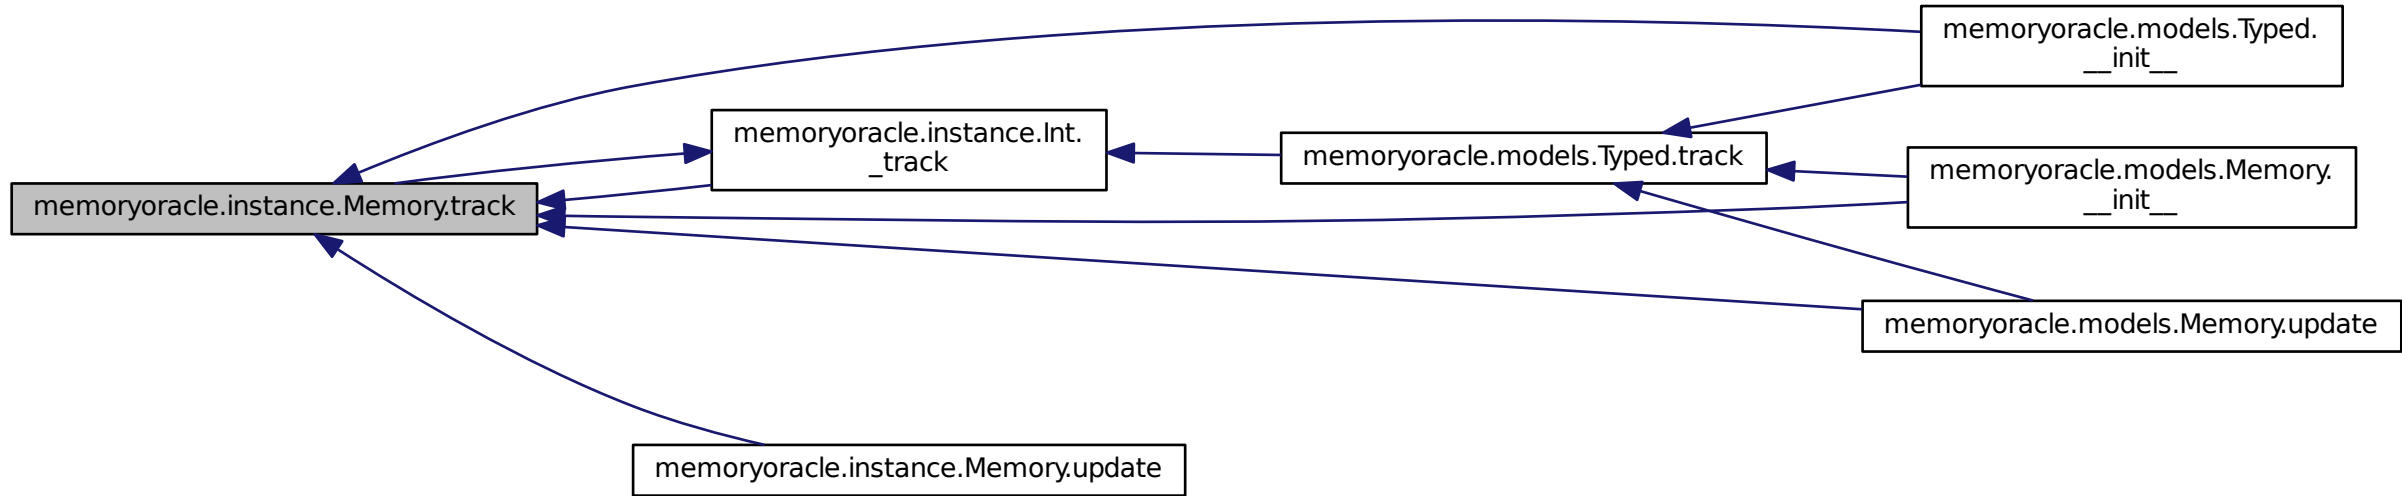 memoryoracle.models.Typed.
__init__
memoryoracle.instance.Int.
_track
memoryoracle.models.Typed.track
memoryoracle.models.Memory.
__init__
memoryoracle.instance.Memory.track
memoryoracle.models.Memory.update
memoryoracle.instance.Memory.update